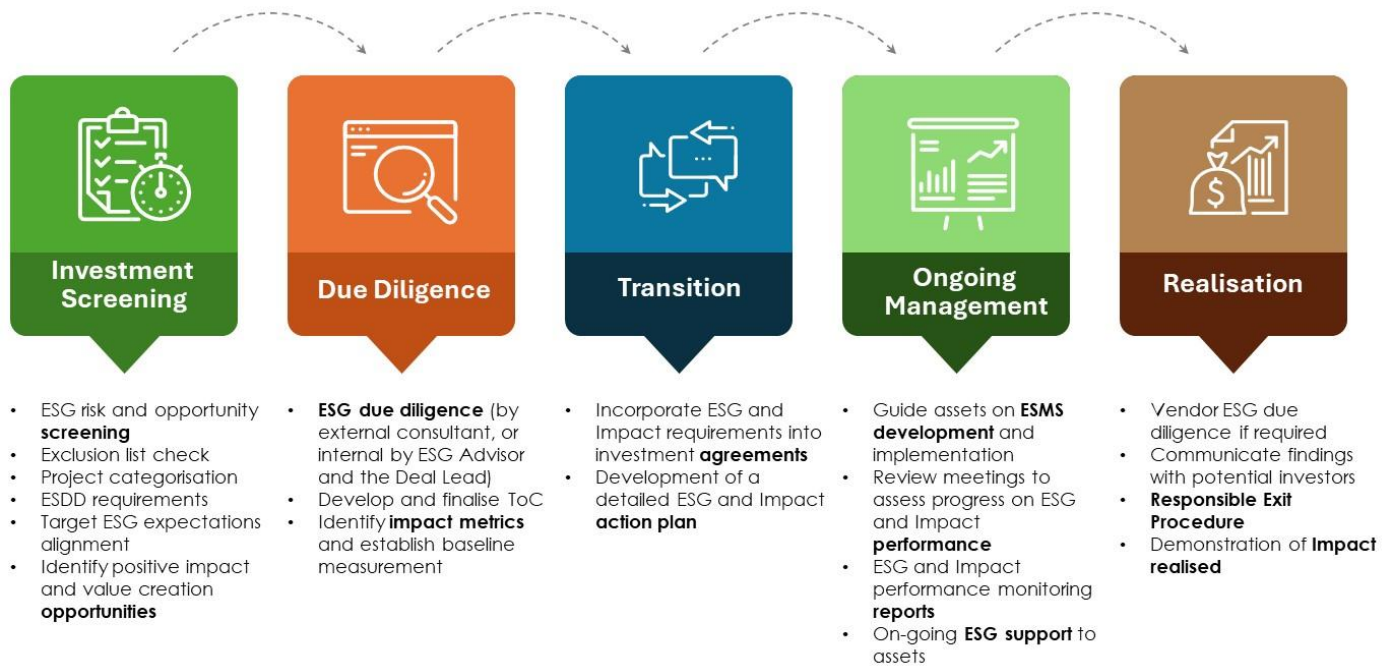 Investment
Screening
• ESG risk and opportunity
screening
• Exclusion list check
• Project categorisation
• ESDD requirements
• Target ESG expectations
alignment
• Identify positive impact
and value creation
opportunities
Due Diligence
• ESG due diligence (by
external consultant, or
internal by ESG Advisor
and the Deal Lead)
• Develop and finalise ToC
• Identify impact metrics
and establish baseline
measurement
Transition
• Incorporate ESG and
Impact requirements into
investment agreements
• Development of a
detailed ESG and Impact
action plan
Ongoing
Management
• Guide assets on ESMS
development and
implementation
• Review meetings to
assess progress on ESG
and Impact
performance
• ESG and Impact
performance monitoring
reports
• On-going ESG support to
assets
$
Realisation
• Vendor ESG due
diligence if required
• Communicate findings
with potential investors
• Responsible Exit
Procedure
• Demonstration of Impact
realised